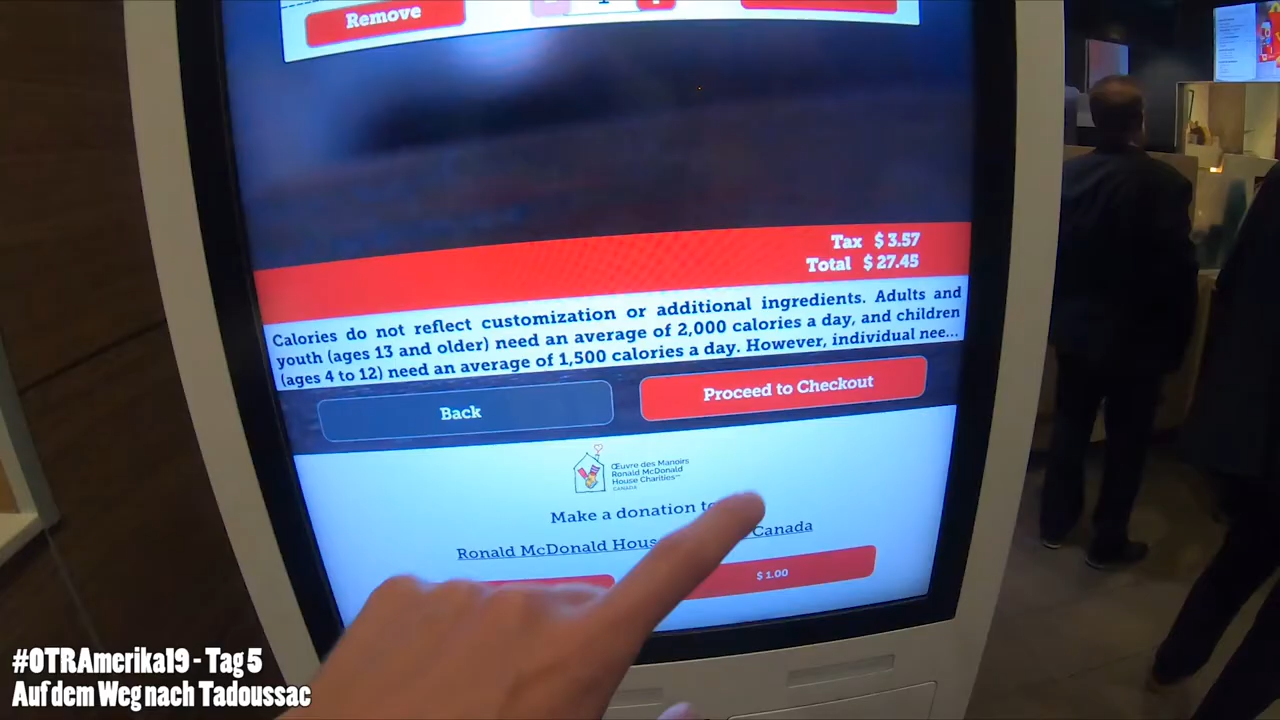 Remove
Tax $ 3.57
Total $ 27.45
Calories do not reflect customization or additional ingredients. Adults and
youth (ages 13 and older) need an average of 2,000 calories a day, and children
(ages 4 to 12) need an average of 1,500 calories a day. However, individual nee...
Back
Proceed to Checkout
Œuvre des Manoirs
Ronald McDonald
House Charities
CANADA
Make a donation
Ronald McDonald Canada
$ 1.00
#OTRAmerika19 - Tag 5
Auf dem Weg nach Tadoussac